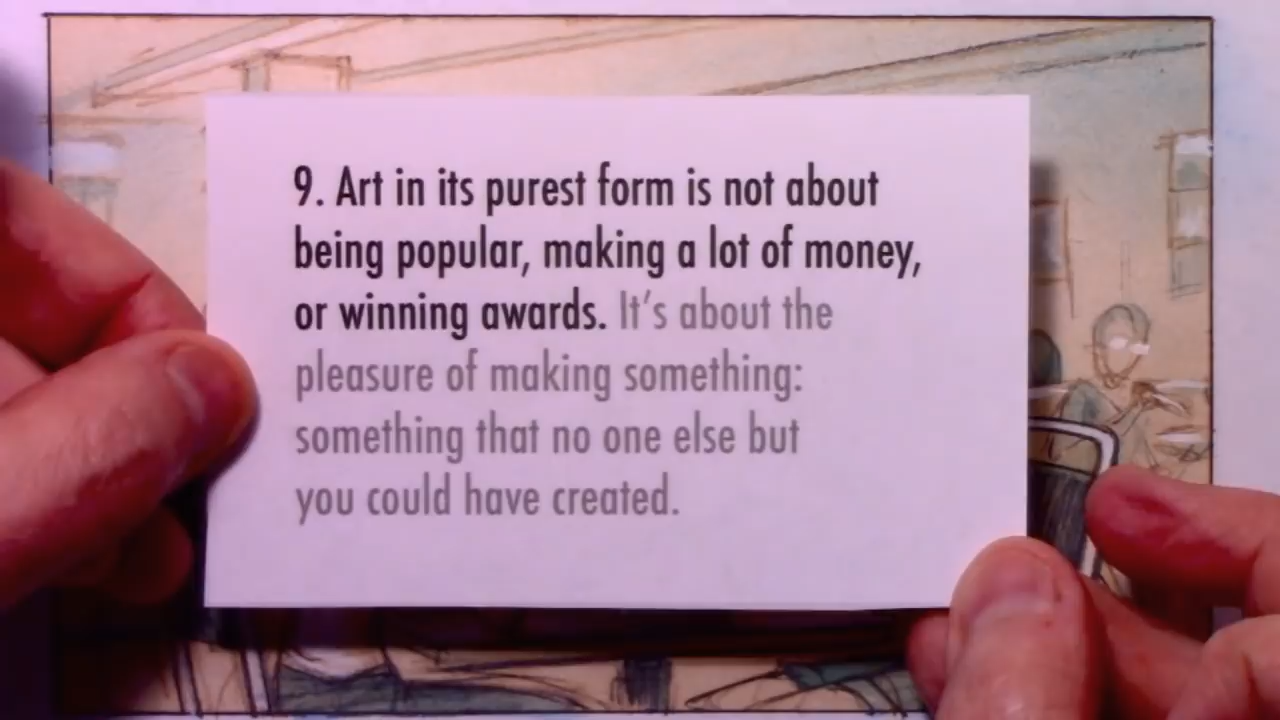 9. Art in its purest form is not about
being popular, making a lot of money,
or winning awards. It's about the
pleasure of making something:
something that no one else but
you could have created.